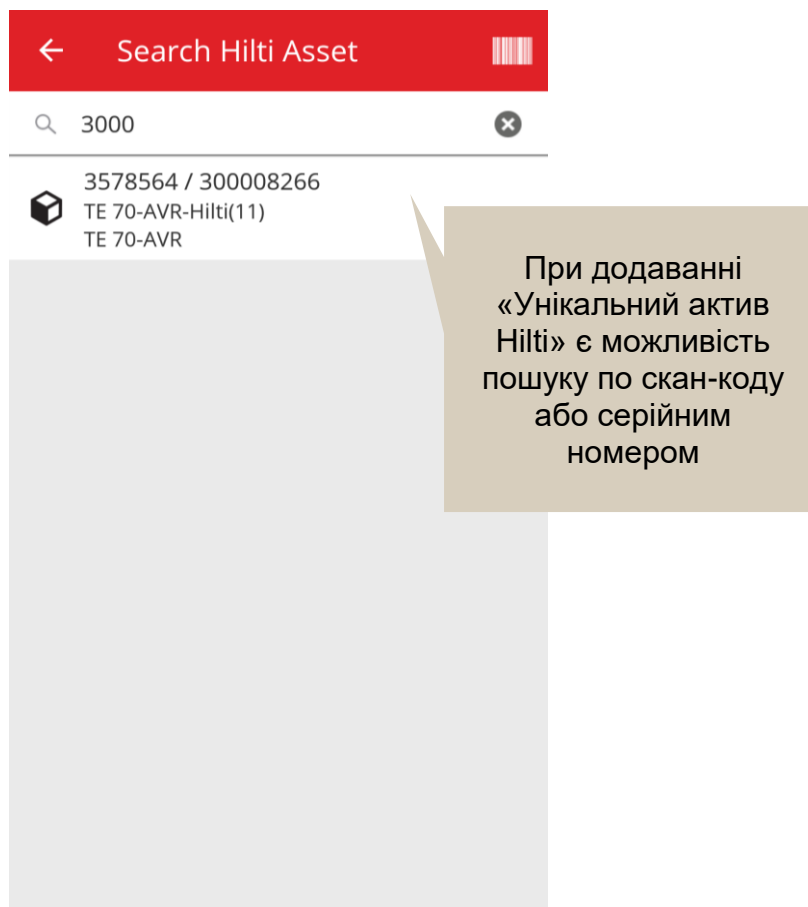 Search Hilti Asset
3000
3578564 / 300008266
TE 70-AVR-Hilti(11)
TE 70-AVR
При додаванні
«Унікальний актив
Hilti» є можливість
пошуку по скан-коду
або серійним
номером